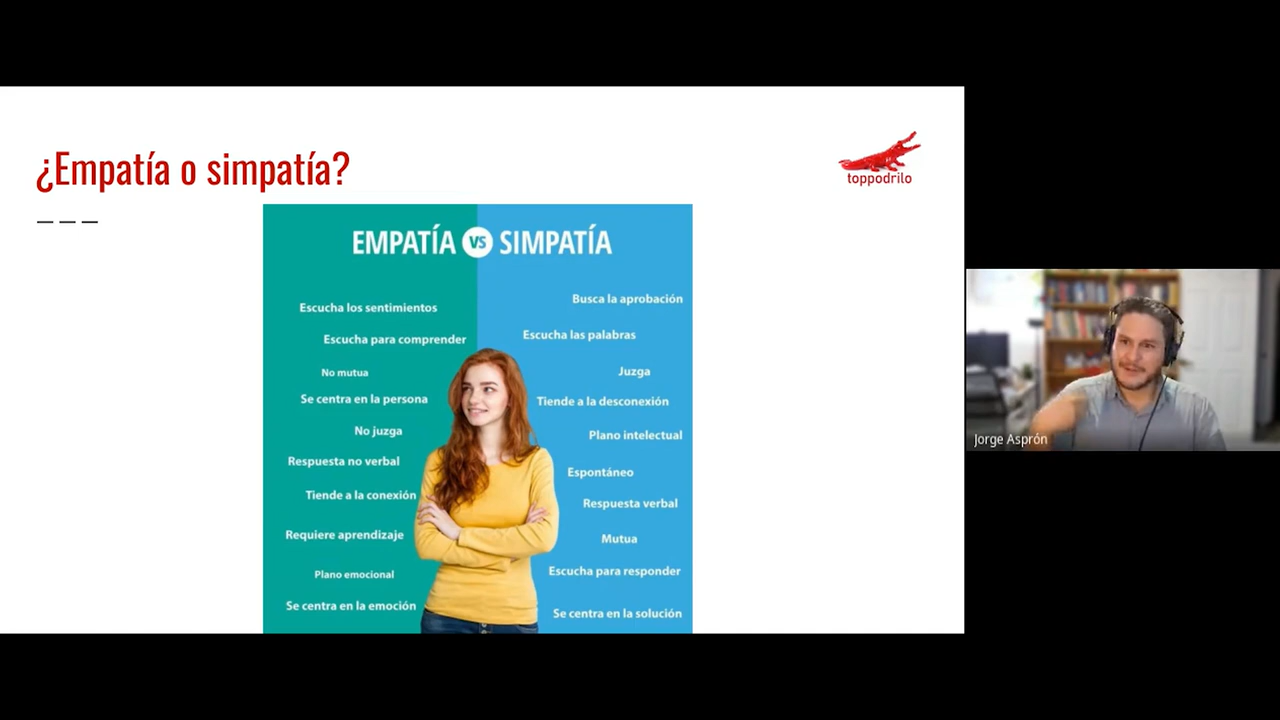 ¿Empatía o simpatía?
toppodrilo
EMPATÍA VS SIMPATÍA
Escucha los sentimientos
Escucha para comprender
No mutua
Se centra en la persona
No juzga
Respuesta no verbal
Tiende a la conexión
Requiere aprendizaje
Plano emocional
Se centra en la emoción
Busca la aprobación
Escucha las palabras
Juzga
Tiende a la desconexión
Plano intelectual
Espontáneo
Respuesta verbal
Mutua
Escucha para responder
Se centra en la solución
Jorge Asprón